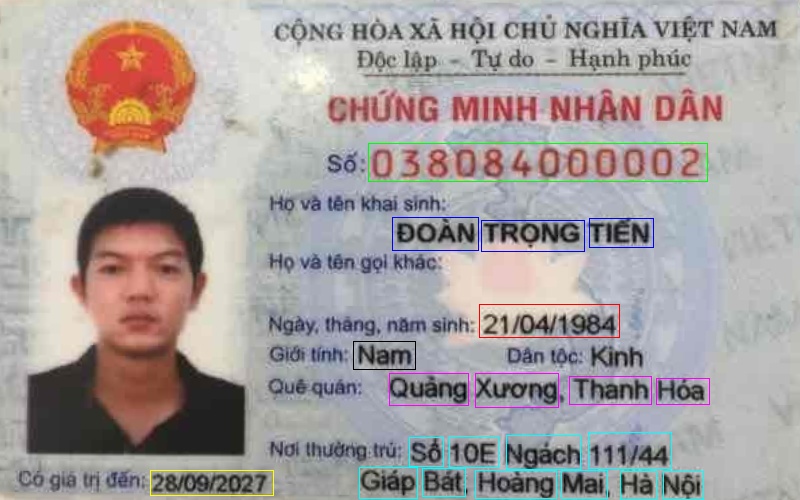 CỘNG HÒA XÃ HỘI CHỦ NGHĨA VIỆT NAM
Độc lập - Tự do - Hạnh phúc
CHỨNG MINH NHÂN DÂN
Số: 038084000002
Họ và tên khai sinh:
ĐOÀN TRỌNG TIẾN
Họ và tên gọi khác:
Ngày, tháng, năm sinh: 21/04/1984
Giới tính: Nam Dân tộc: Kinh
Quê quán: Quảng Xương, Thanh Hóa
Nơi thường trú: Số 10E Ngách 111/44
Giáp Bát, Hoàng Mai, Hà Nội
Có giá trị đến: 28/09/2027